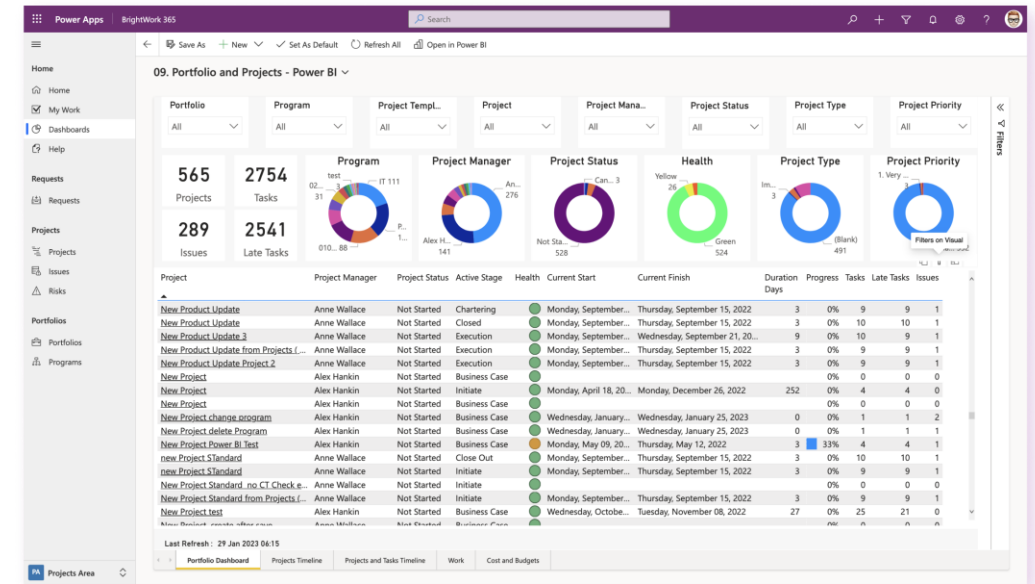 Power Apps BrightWork 365 Search ?
Save As New Set As Default Refresh All Open in Power BI
Home
Home
My Work
Dashboards
Help
Requests
Requests
Projects
Projects
Issues
Risks
Portfolios
Portfolios
Programs
PA Projects Area
09. Portfolio and Projects - Power BI
Portfolio Program Project Templ... Project Project Mana... Project Status Project Type Project Priority
All All All All All All All All
Filters
565 Projects
2754 Tasks
289 Issues
2541 Late Tasks
Program
test
02... 3
31
IT 111
P...
1...
010... 88
Project Manager
An...
276
Alex H...
141
Project Status
Can... 3
Not Sta...
528
Health
Yellow
26
Green
524
Project Type
Im...
3
(Blank)
491
Project Priority
1. Very ...
3
Filters on Visual
Project Project Manager Project Status Active Stage Health Current Start Current Finish Duration Days Progress Tasks Late Tasks Issues
New Product Update Anne Wallace Not Started Chartering Monday, September... Thursday, September 15, 2022 3 0% 9 9 1
New Product Update Anne Wallace Not Started Closed Monday, September... Thursday, September 15, 2022 3 0% 10 10 1
New Product Update 3 Anne Wallace Not Started Execution Monday, September... Wednesday, September 21, 20... 9 0% 10 9 1
New Product Update from Projects (... Anne Wallace Not Started Execution Monday, September... Thursday, September 15, 2022 3 0% 9 9 1
New Product Update Project 2 Anne Wallace Not Started Execution Monday, September... Thursday, September 15, 2022 3 0% 9 9 1
New Project Alex Hankin Not Started Business Case 0% 0 0 0
New Project Alex Hankin Not Started Initiate Monday, April 18, 20... Monday, December 26, 2022 252 0% 4 4 0
New Project Alex Hankin Not Started Business Case 0% 0 0 0
New Project change program Alex Hankin Not Started Business Case Wednesday, January... Wednesday, January 25, 2023 0 0% 1 1 2
New Project delete Program Alex Hankin Not Started Business Case Wednesday, January... Wednesday, January 25, 2023 0 0% 1 1 1
New Project Power BI Test Alex Hankin Not Started Business Case Monday, May 09, 20... Thursday, May 12, 2022 3 33% 4 4 1
new Project STandard Anne Wallace Not Started Close Out Monday, September... Thursday, September 15, 2022 3 0% 10 10 1
new Project STandard Anne Wallace Not Started Initiate Monday, September... Thursday, September 15, 2022 3 0% 9 9 1
New Project Standard no CT Check e... Anne Wallace Not Started Initiate 0% 0 0 0
New Project Standard from Projects (... Anne Wallace Not Started Initiate Monday, September... Thursday, September 15, 2022 3 0% 9 9 1
New Project test Alex Hankin Not Started Business Case Wednesday, Octobe... Tuesday, November 08, 2022 27 0% 25 21 0
Last Refresh : 29 Jan 2023 06:15
Portfolio Dashboard Projects Timeline Projects and Tasks Timeline Work Cost and Budgets